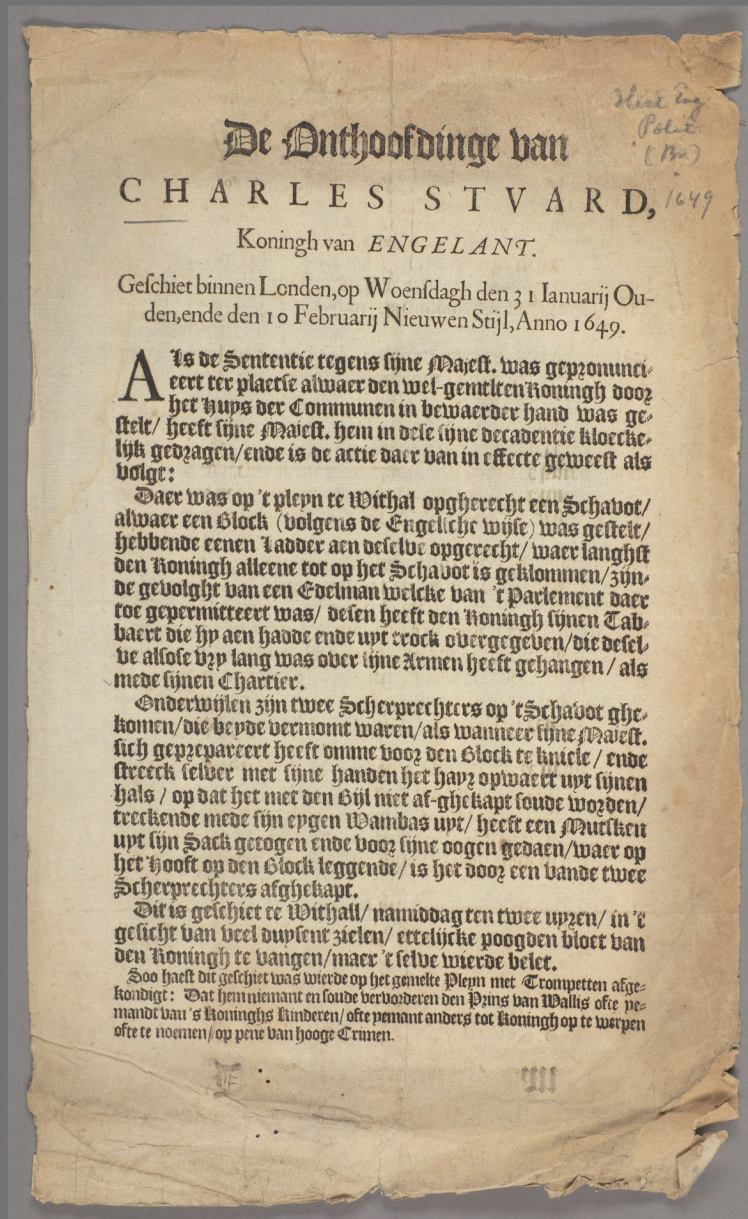 De Onthoofdinge van
CHARLES STVARD,
Koningh van ENGELANT.
Geschiet binnen Londen, op Woensdagh den 31 Ianuarij Ou-
den, ende den 10 Februarij Nieuwen Stijl, Anno 1649.
Als de Sententie tegens sijne Majest. was gepronunci-
eert ter plaetse alwaer den wel-gemelten Koningh door
het Huys der Communen in bewaerder hand was ge-
stelt/ heeft sijne Majest. hem in dese sijne decadentie kloecke-
lijk gedragen/ ende is de actie daer van in effecte geweest als
volgt:
Daer was op 't pleyn te Withal opgherecht een Schavot/
alwaer een Block (volgens de Engelsche wijse) was gestelt/
hebbende eenen Ladder aen deselve opgerecht/ waer langhst
den Koningh alleene tot op het Schavot is geklommen/ zijn-
de gevolght van een Edelman welcke van 't Parlement daer
toe gepermitteert was/ desen heeft den Koningh sijnen Tab-
baert die hy aen hadde ende uyt trock overgegeven/ die desel-
ve alsose vry lang was over sijne Armen heeft gehangen/ als
mede sijnen Chartier.
Onderwijlen zijn twee Scherprechters op 't Schavot ghe-
komen/ die beyde vermomt waren/ als wanneer sijne Majest.
sich geprepareert heeft omme voor den Block te kniele/ ende
streeck selver met sijne handen het hayr opwaert uyt sijnen
hals/ op dat het met den Bijl niet af-ghekapt soude worden/
treckende mede sijn eygen Wambas uyt/ heeft een Mutsken
uyt sijn Sack getogen ende voor sijne oogen gedaen/ waer op
het Hooft op den Block leggende/ is het door een vande twee
Scherprechters afghekapt.
Dit is geschiet te Withall/ namiddag ten twee uyren/ in 't
gesicht van veel duysent zielen/ ettelijcke poogden bloet van
den Koningh te vangen/ maer 't selve wierde belet.
Soo haest dit geschiet was wierde op het gemelte Pleyn met Trompetten afge-
kondigt: Dat hem niemant en soude vervorderen den Prins van Wallis ofte ye-
mandt van 's Koninghs Kinderen/ ofte yemant anders tot Koningh op te werpen
ofte te noemen/ op pene van hooge Crimen.
Hist Eng
Polit.
(Br.)
1649